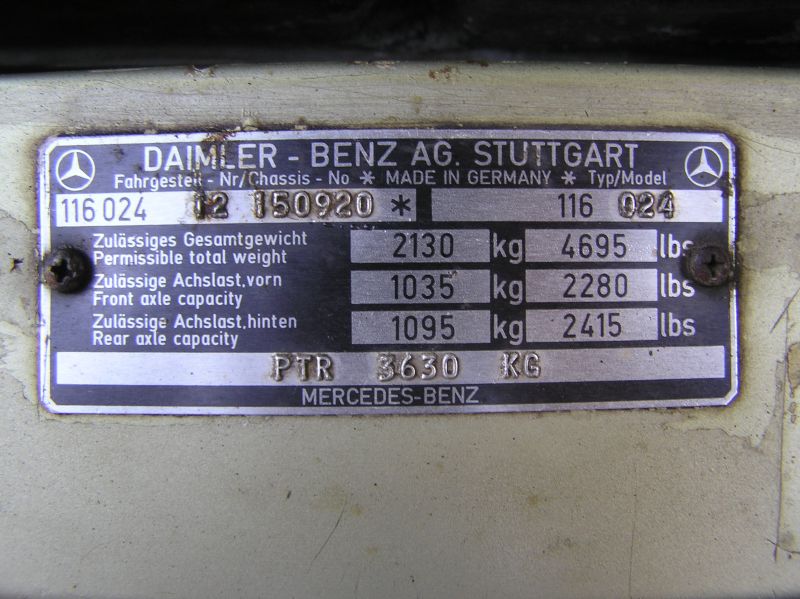 DAIMLER - BENZ AG. STUTTGART
Fahrgestell - Nr/Chassis - No * MADE IN GERMANY * Typ/Model
116 024 12 150920 * 116 024
Zulässiges Gesamtgewicht
Permissible total weight 2130 kg 4695 lbs
Zulässige Achslast,vorn
Front axle capacity 1035 kg 2280 lbs
Zulässige Achslast,hinten
Rear axle capacity 1095 kg 2415 lbs
PTR 3630 KG
MERCEDES-BENZ